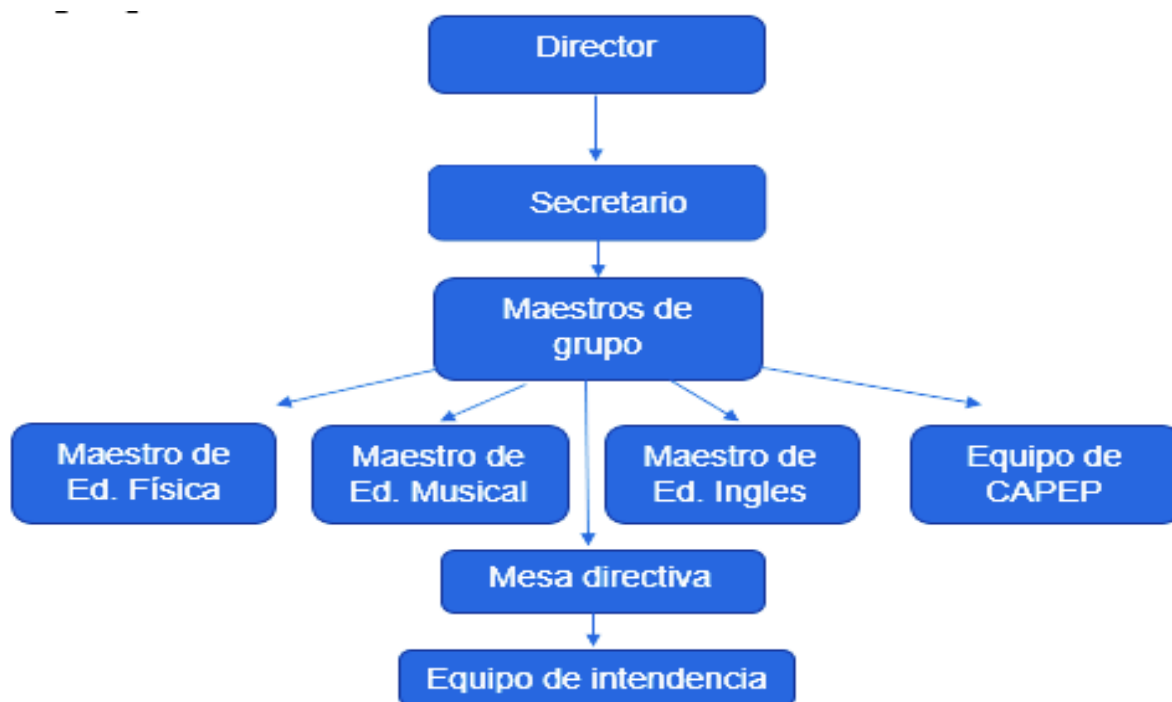 Director
Secretario
Maestros de
grupo
Maestro de
Ed. Física
Maestro de
Ed. Musical
Maestro de
Ed. Ingles
Equipo de
CAPEP
Mesa directiva
Equipo de intendencia